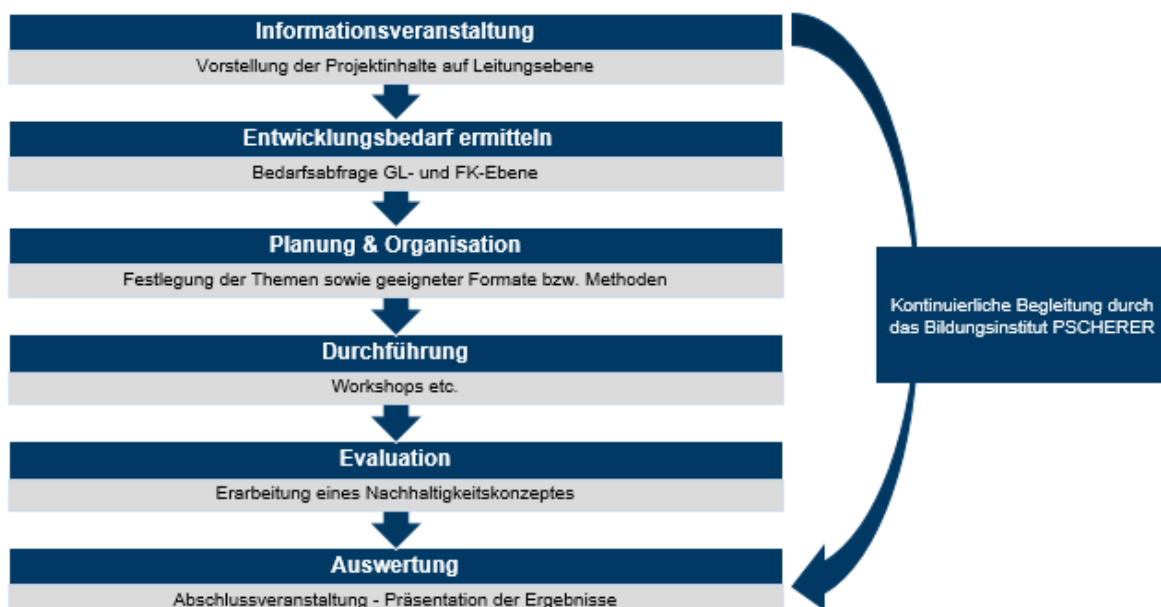 Informationsveranstaltung
Vorstellung der Projektinhalte auf Leitungsebene
Entwicklungsbedarf ermitteln
Bedarfsabfrage GL- und FK-Ebene
Planung & Organisation
Festlegung der Themen sowie geeigneter Formate bzw. Methoden
Durchführung
Workshops etc.
Evaluation
Erarbeitung eines Nachhaltigkeitskonzeptes
Auswertung
Abschlussveranstaltung - Präsentation der Ergebnisse
Kontinuierliche Begleitung durch
das Bildungsinstitut PSCHERER